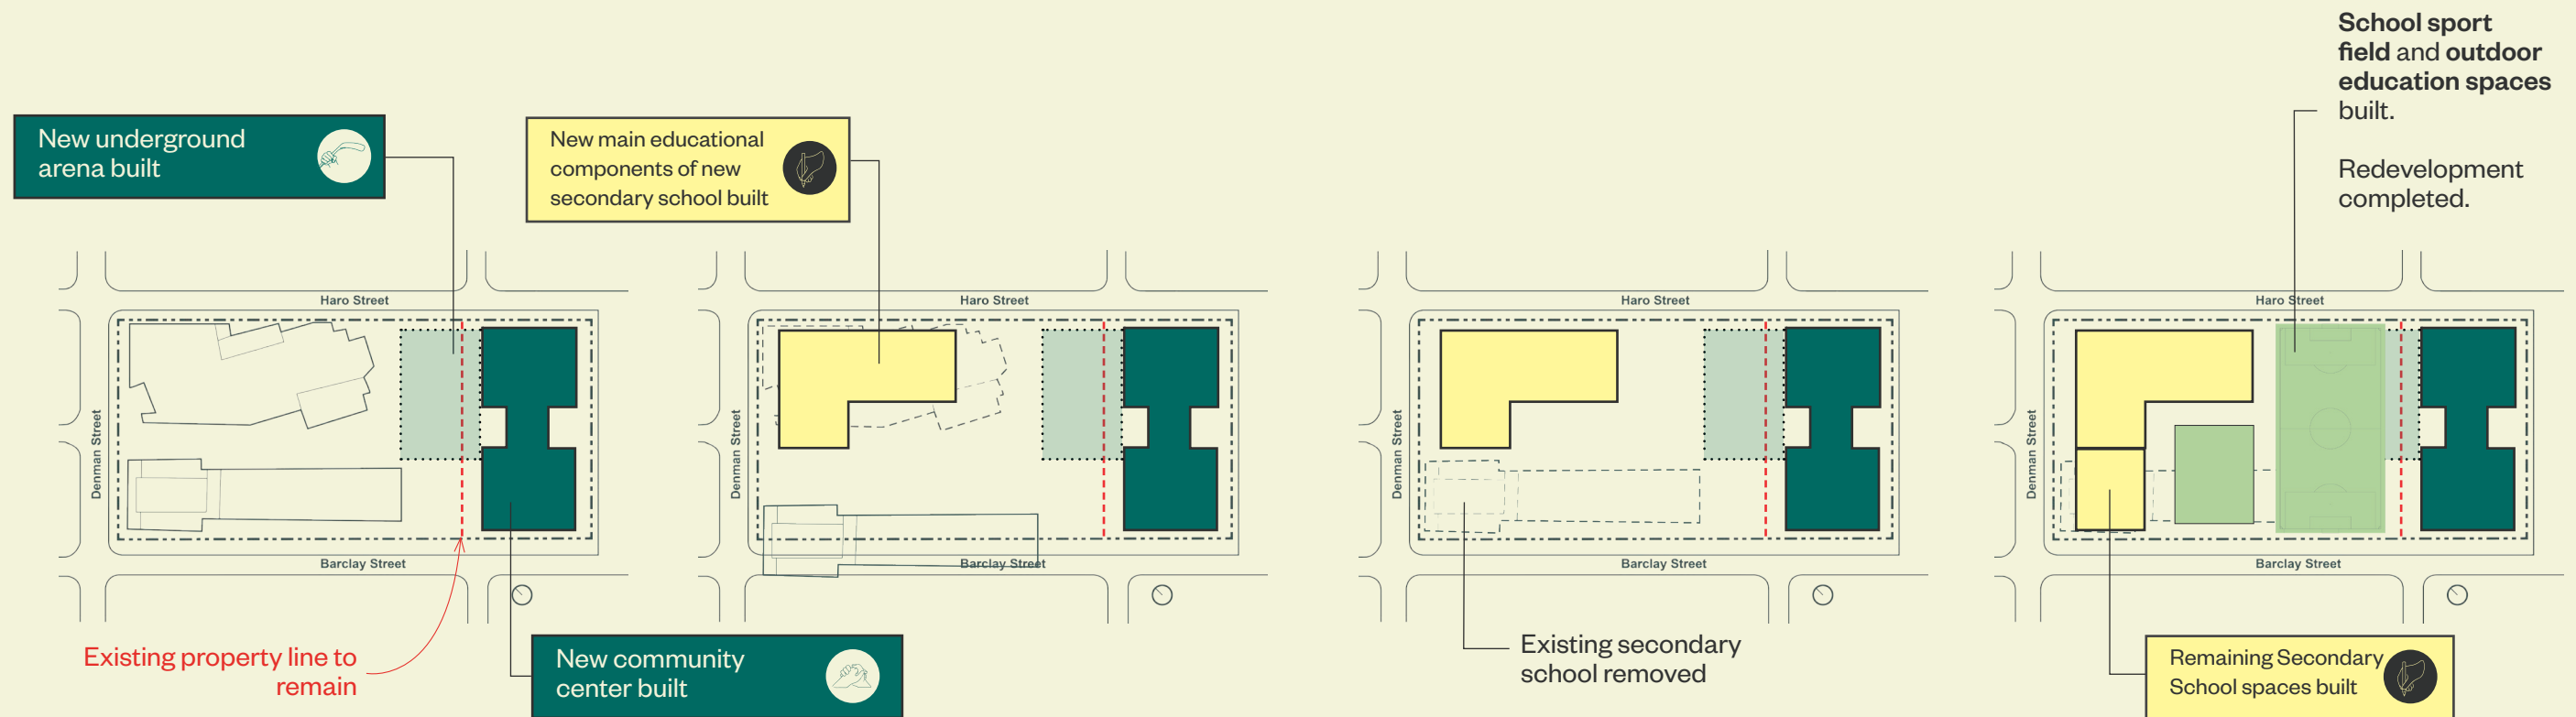 School sport
field and outdoor
education spaces
built.
Redevelopment
completed.
New underground
arena built
New main educational
components of new
secondary school built
Haro Street
Haro Street
Haro Street
Haro Street
Denman Street
Denman Street
Denman Street
Denman Street
Barclay Street
Barclay Street
Barclay Street
Barclay Street
Existing property line to
remain
New community
center built
Existing secondary
school removed
Remaining Secondary
School spaces built